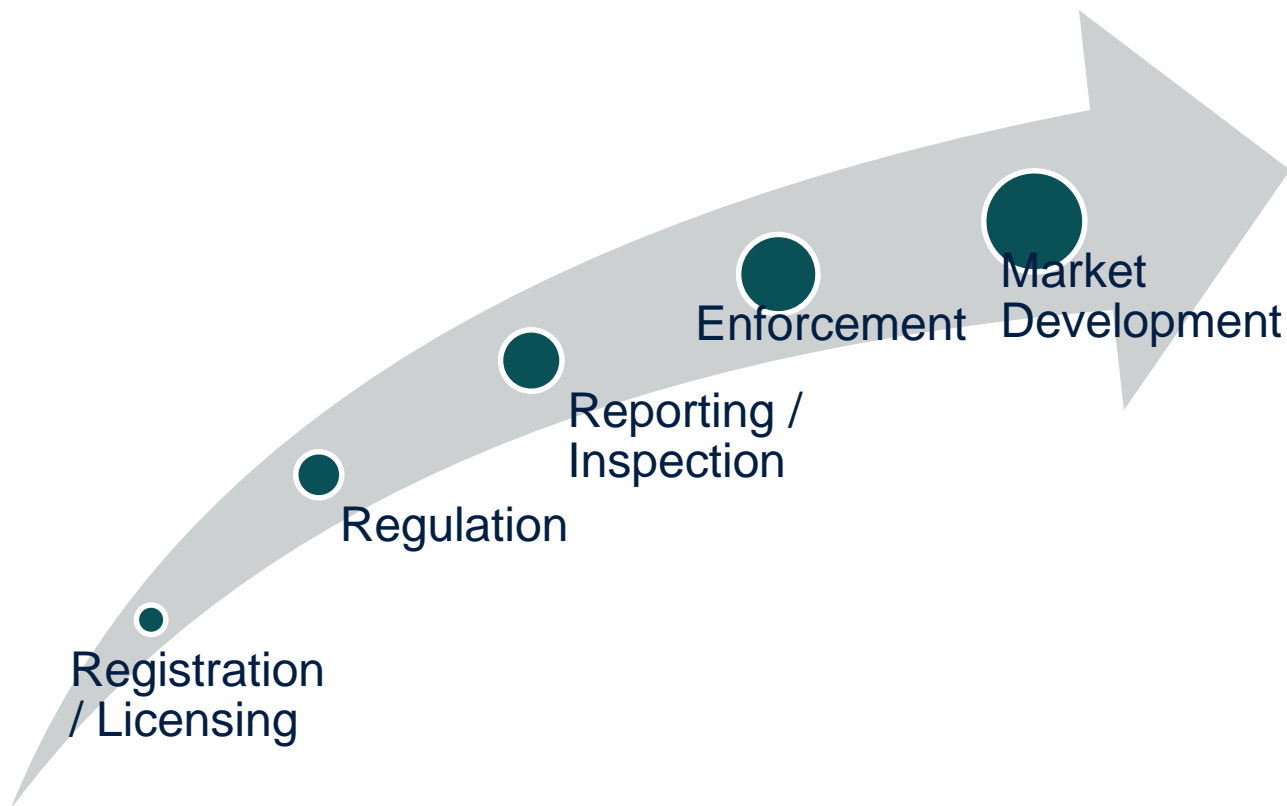 Registration
/ Licensing
Regulation
Reporting /
Inspection
Enforcement
Market
Development